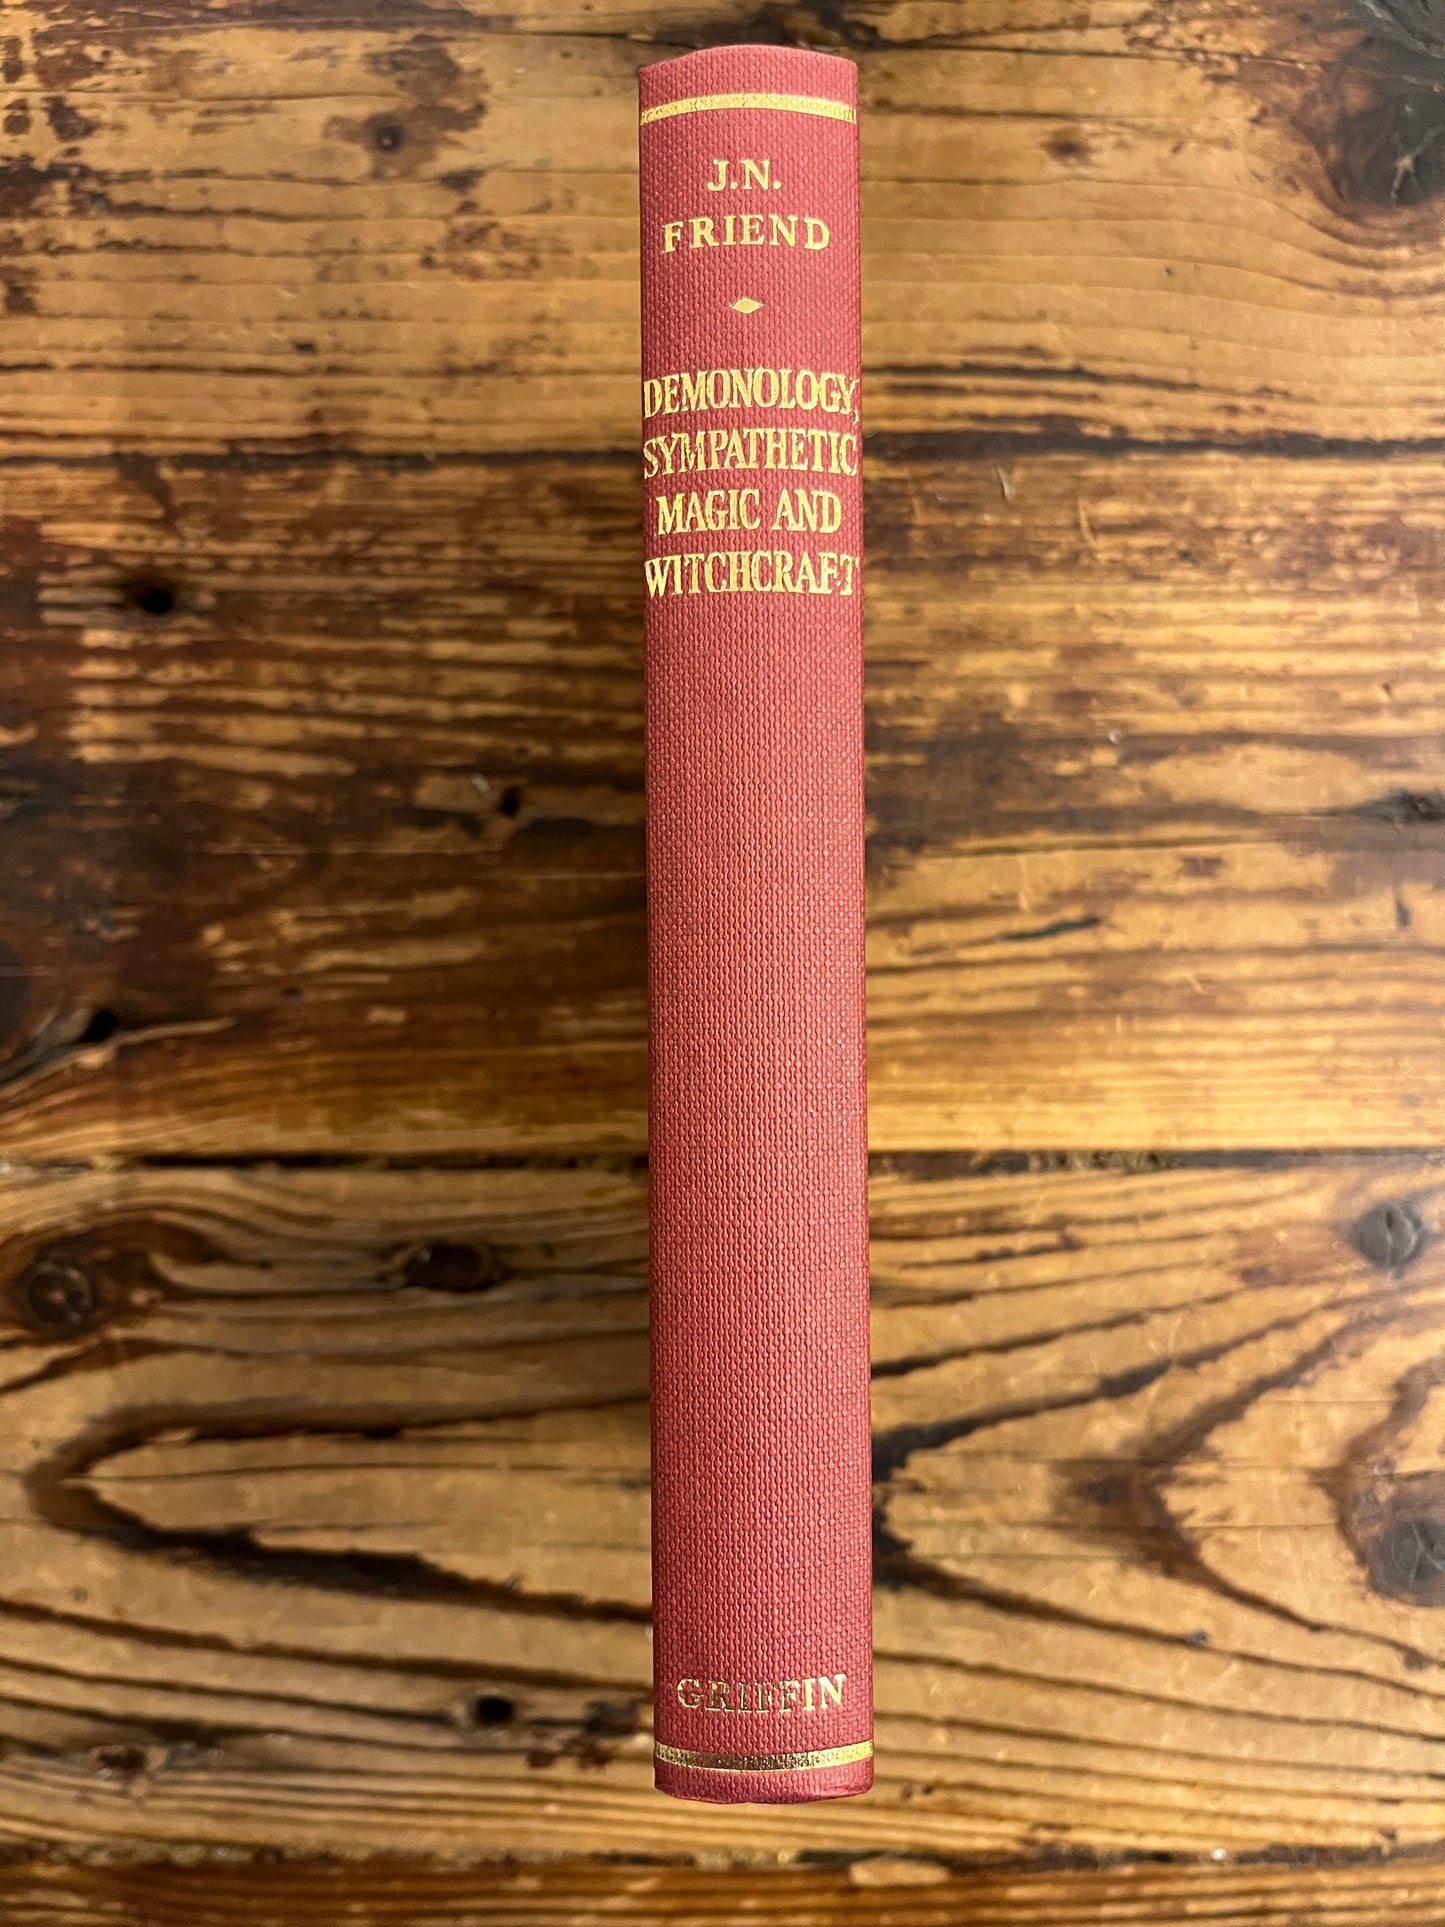 J.N.
FRIEND
DEMONOLOGY,
SYMPATHETIC
MAGIC AND
WITCHCRAFT
GRIFFIN